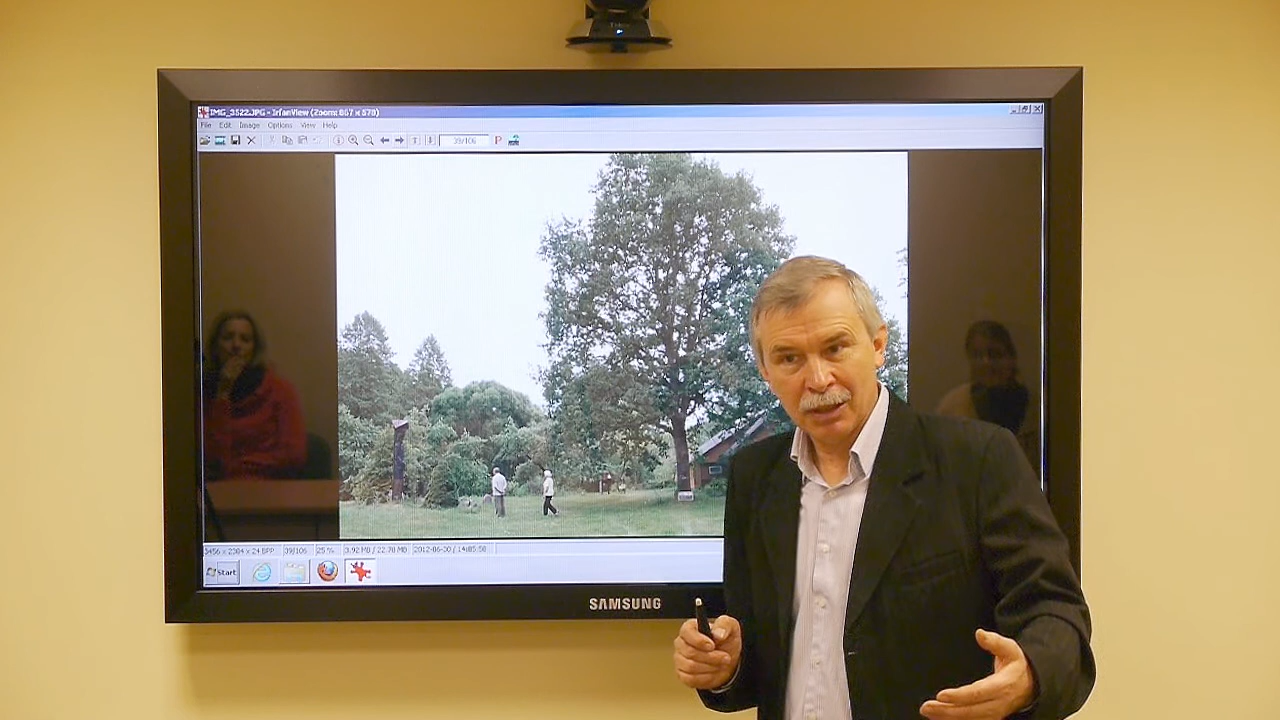 IMG_3522.JPG - IrfanView (Zoom: 867 x 578)
File Edit Image Options View Help
39/106 P
3456 x 2304 x 24 BPP 39/106 25 % 3.92 MB / 22.78 MB 2012-06-30 / 14:05:50
Start
SAMSUNG